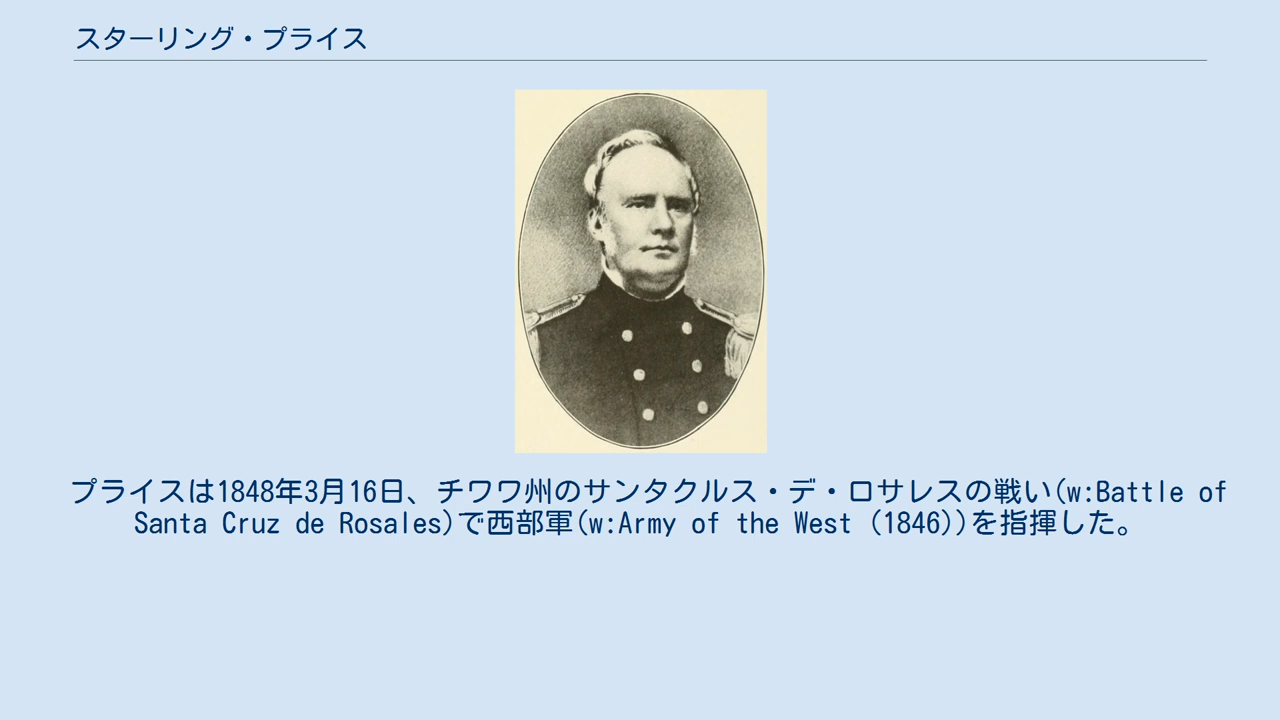 スターリング・プライス
プライスは1848年3月16日、チワワ州のサンタクルス・デ・ロサレスの戦い(w:Battle of
Santa Cruz de Rosales)で西部軍(w:Army of the West (1846))を指揮した。